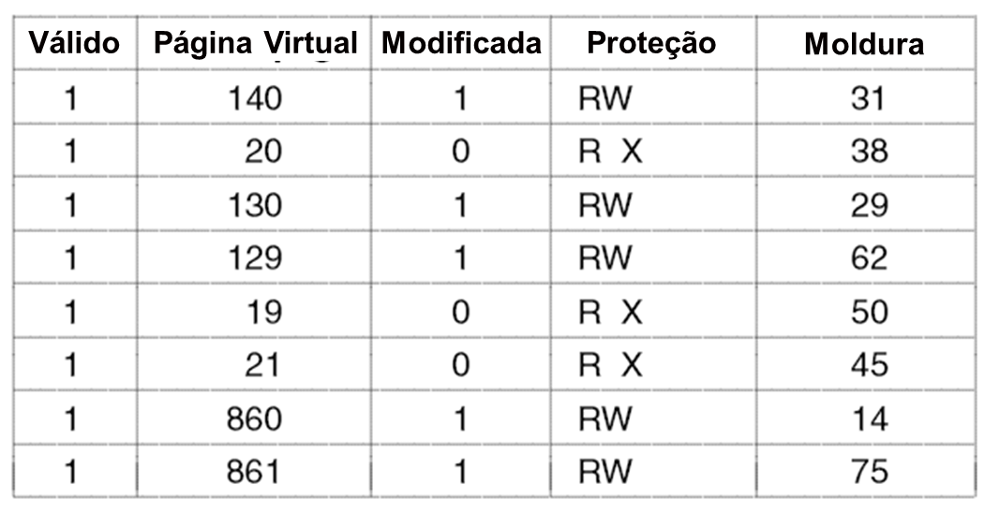 Válido Página Virtual Modificada Proteção Moldura
1 140 1 RW 31
1 20 0 R X 38
1 130 1 RW 29
1 129 1 RW 62
1 19 0 R X 50
1 21 0 R X 45
1 860 1 RW 14
1 861 1 RW 75